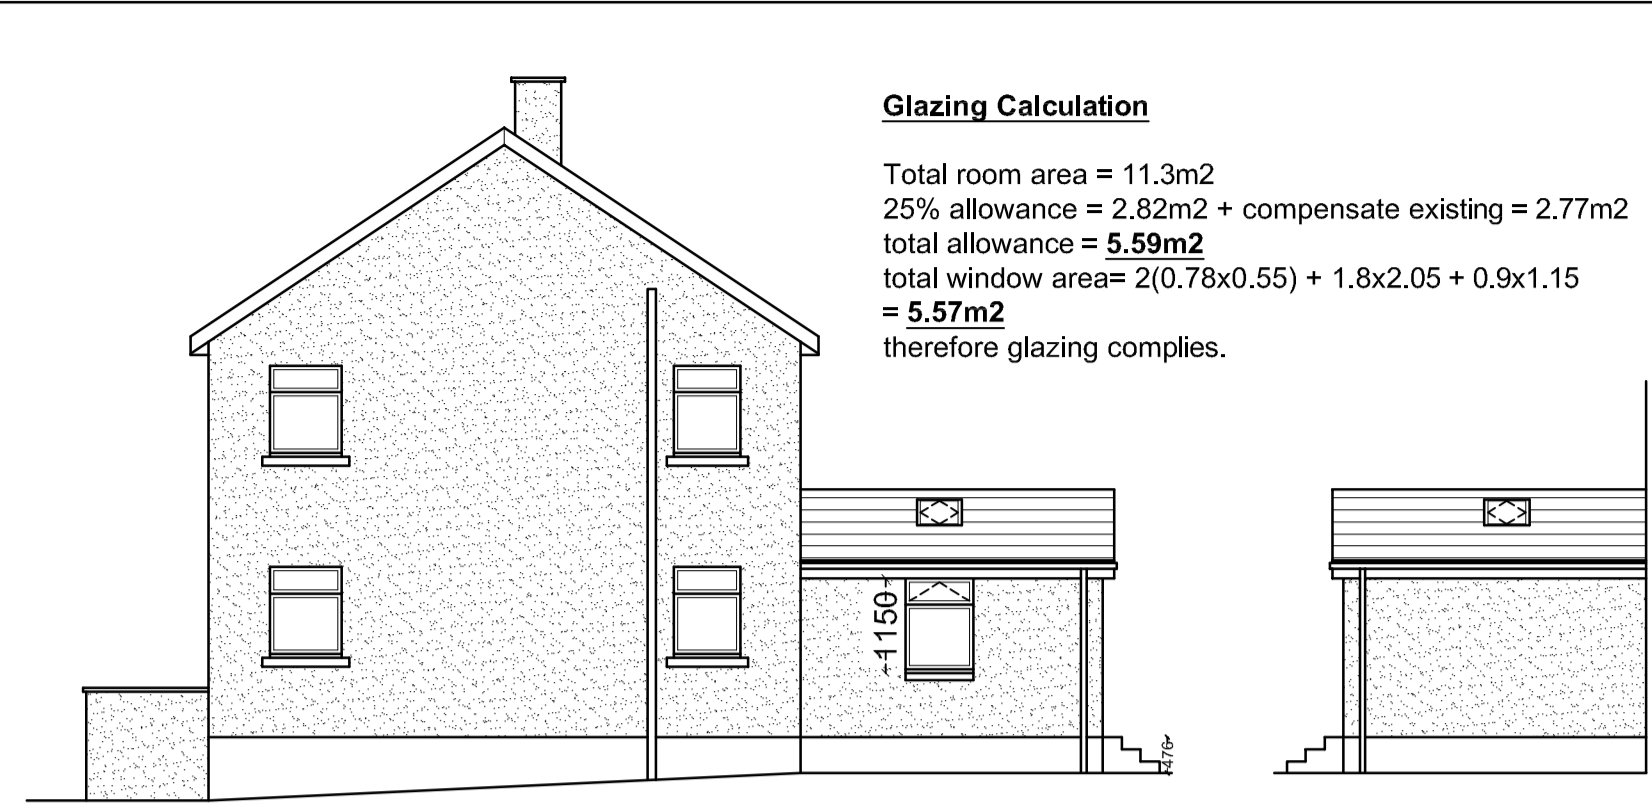 Glazing Calculation
Total room area = 11.3m2
25% allowance = 2.82m2 + compensate existing = 2.77m2
total allowance = 5.59m2
total window area= 2(0.78x0.55) + 1.8x2.05 + 0.9x1.15
= 5.57m2
therefore glazing complies.
1150
476